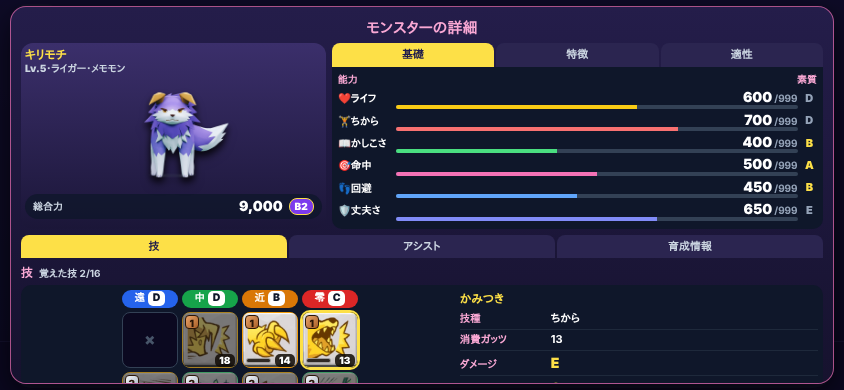 モンスターの詳細
キリモチ
Lv.5・ライガー・メモモン
総合力 9,000 B2
基礎 特徴 適性
能力 素質
ライフ 600 /999 D
ちから 700 /999 D
かしこさ 400 /999 B
命中 500 /999 A
回避 450 /999 B
丈夫さ 650 /999 E
技 アシスト 育成情報
技 覚えた技 2/16
遠 D 中 D 近 B 零 C
× 1 18 1 14 1 13
かみつき
技種 ちから
消費ガッツ 13
ダメージ E